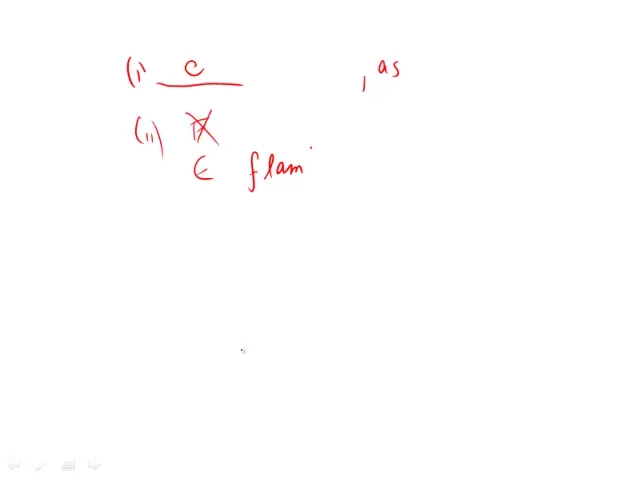 (i) C , as
(ii)
E flam